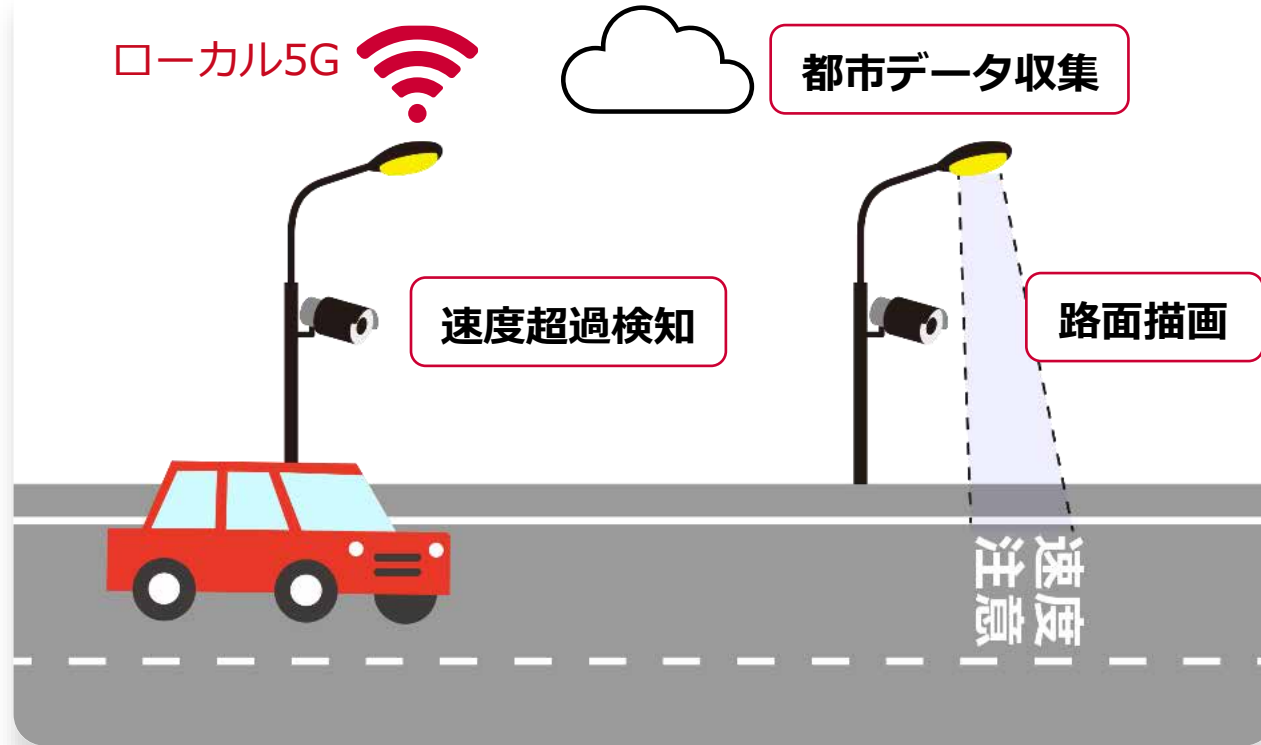 ローカル5G
都市データ収集
速度超過検知
路面描画
速度
注意